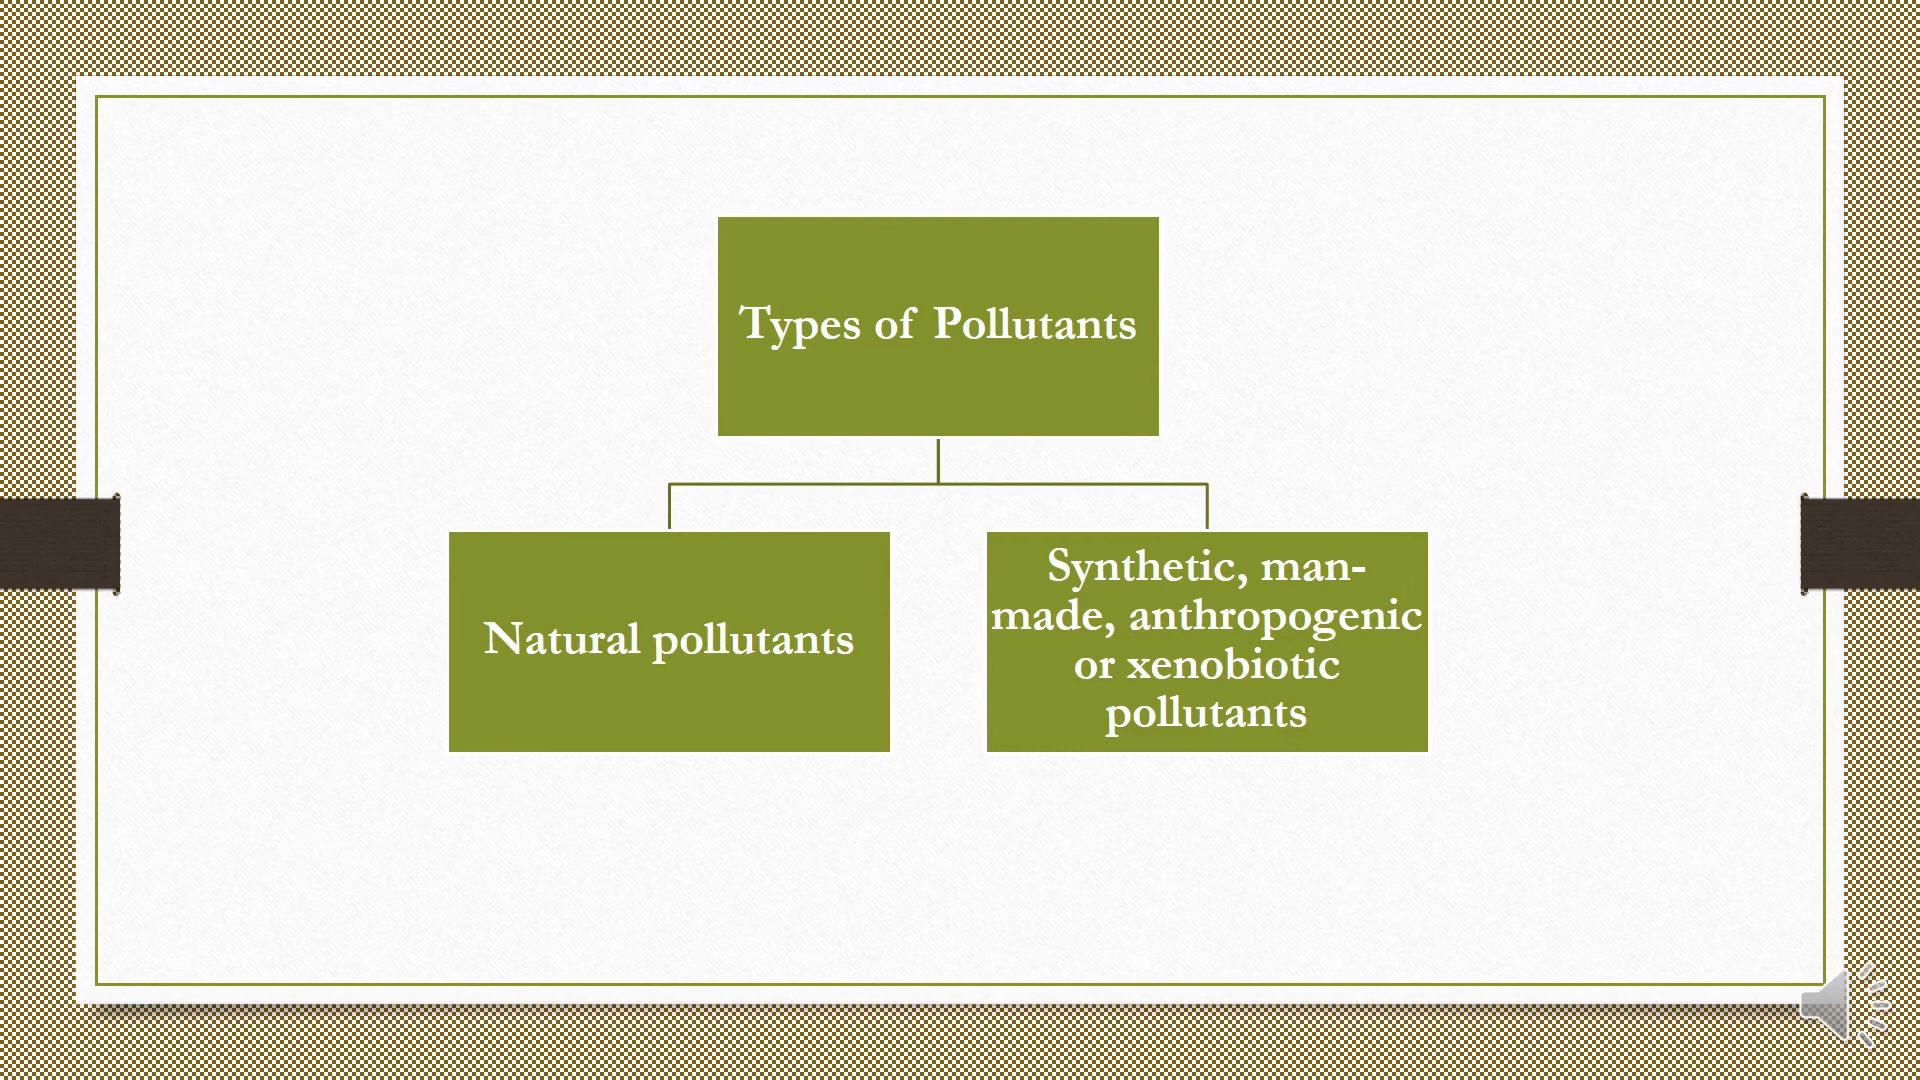 Types of Pollutants
Natural pollutants
Synthetic, man-
made, anthropogenic
or xenobiotic
pollutants